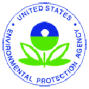 UNITED STATES
ENVIRONMENTAL PROTECTION AGENCY